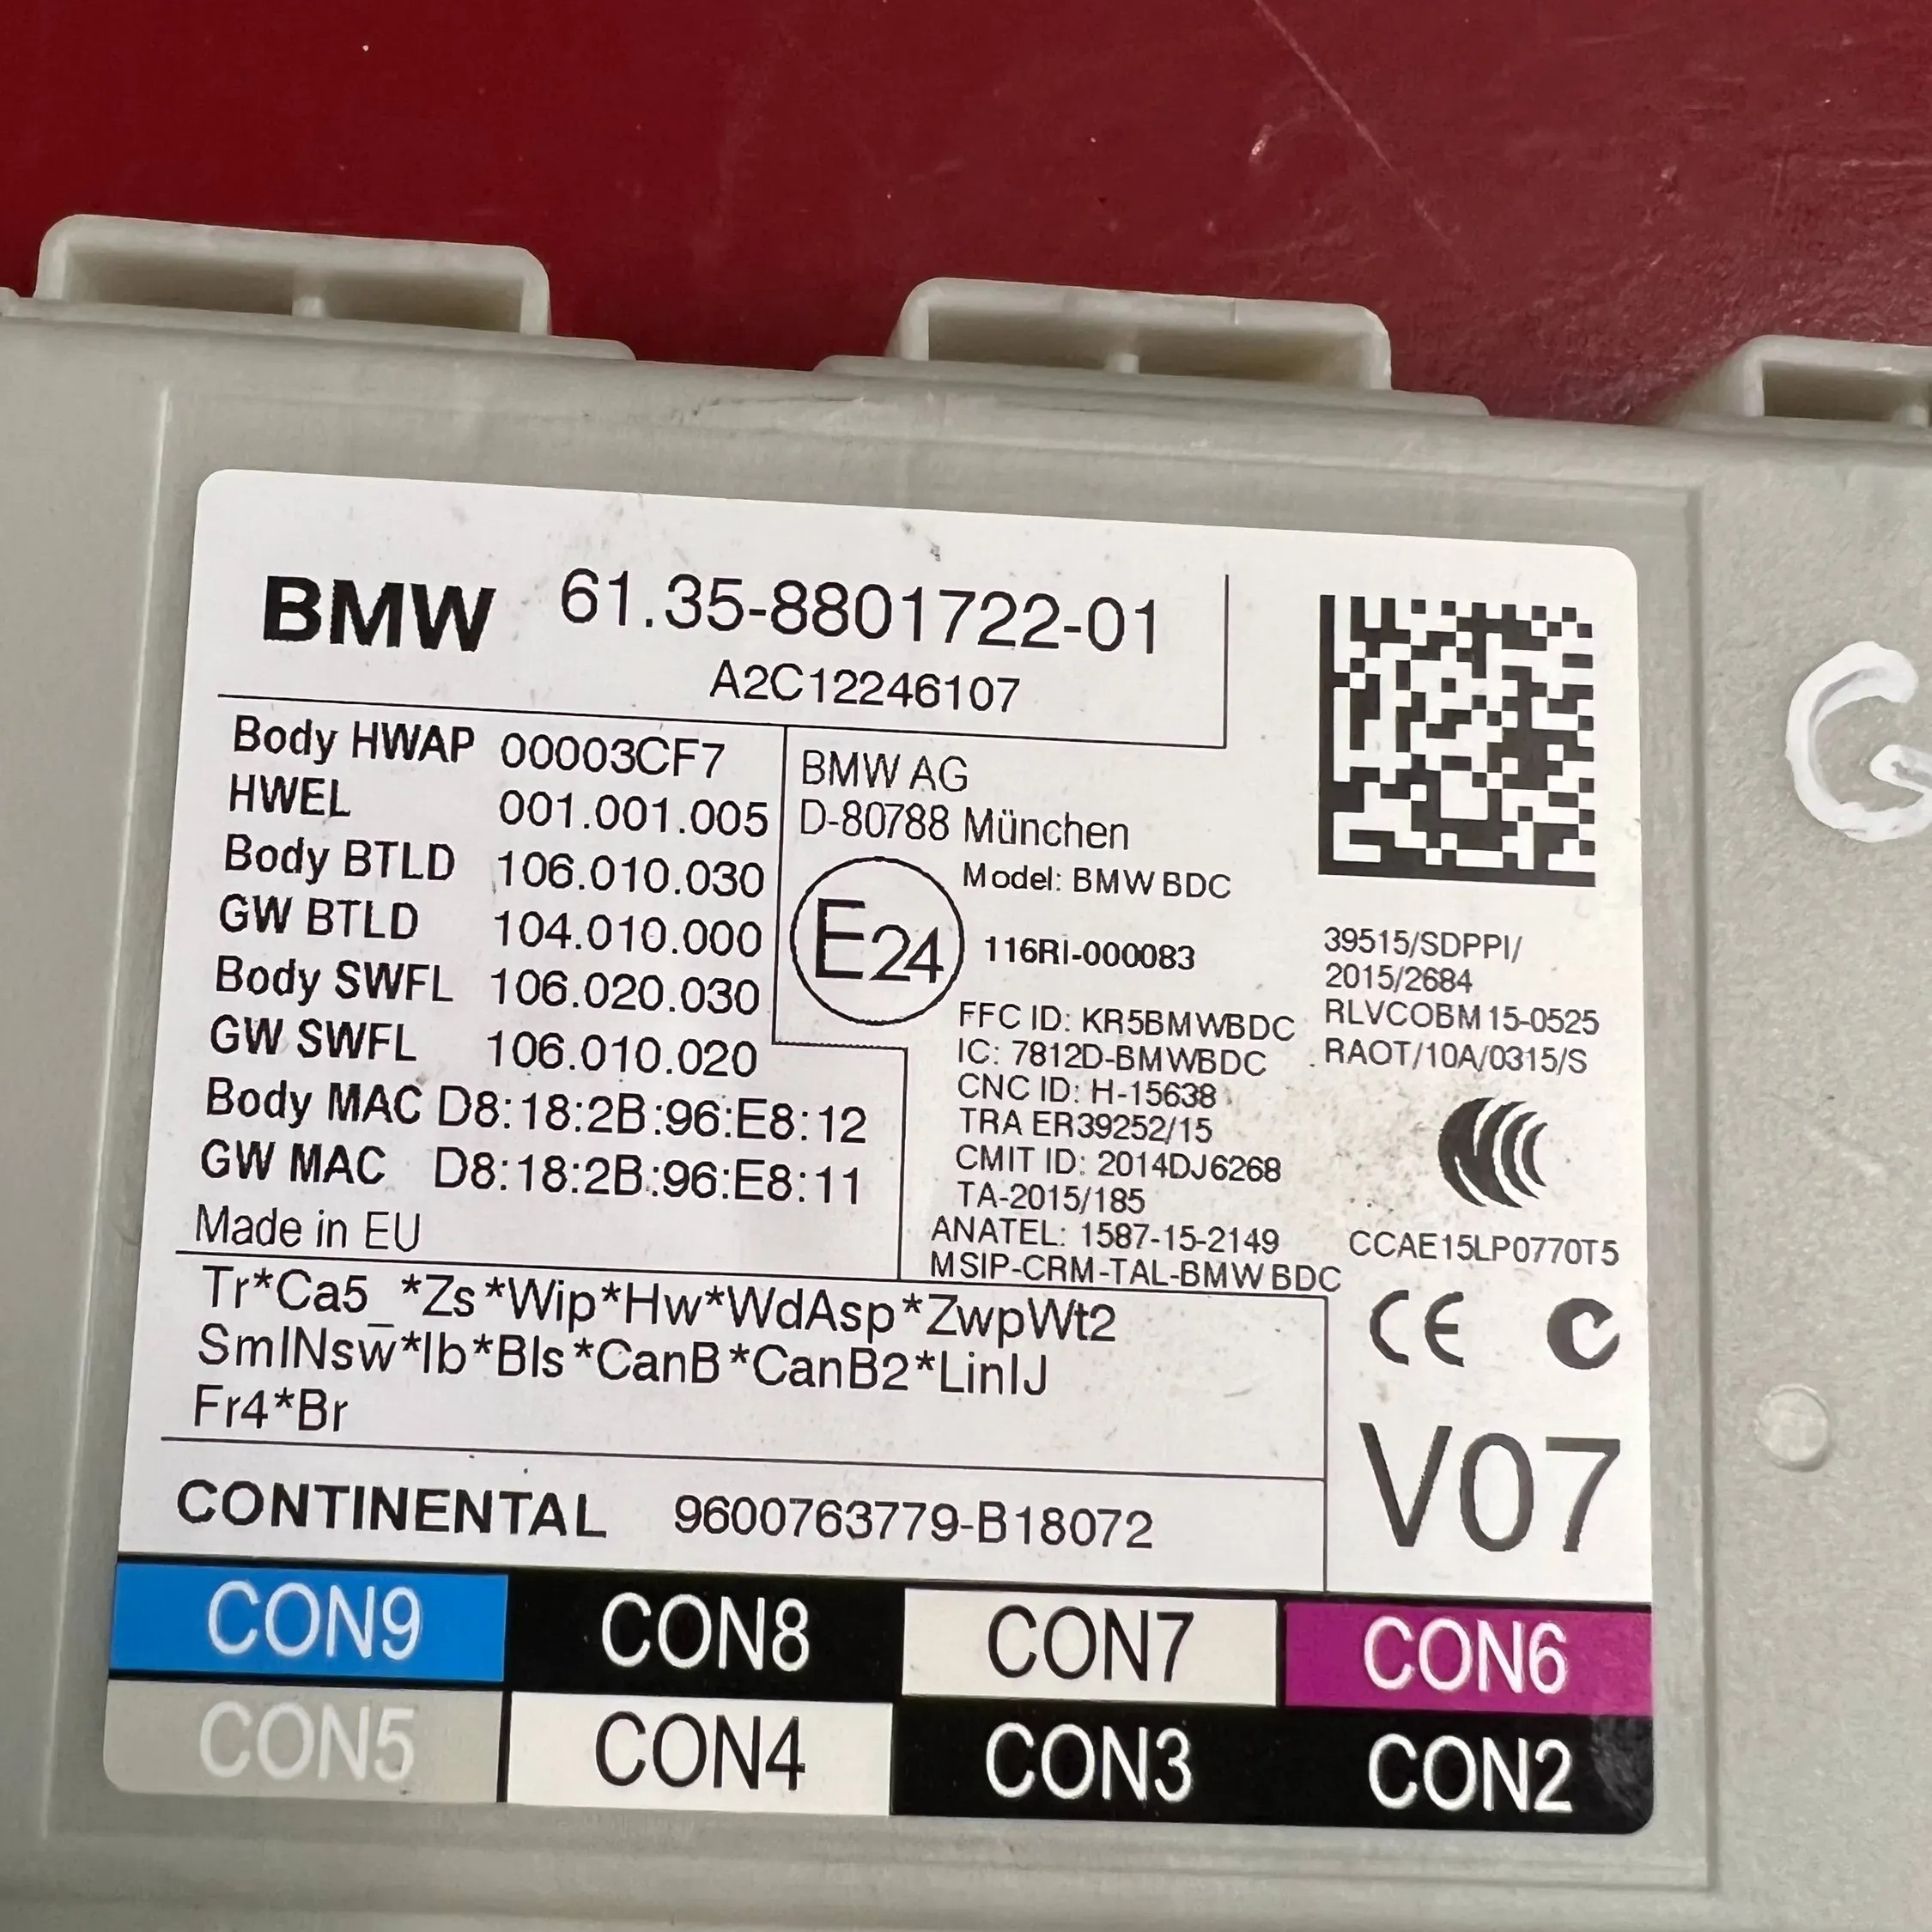 BMW 61.35-8801722-01
A2C12246107
Body HWAP 00003CF7
HWEL 001.001.005
Body BTLD 106.010.030
GW BTLD 104.010.000
Body SWFL 106.020.030
GW SWFL 106.010.020
Body MAC D8:18:2B:96:E8:12
GW MAC D8:18:2B:96:E8:11
Made in EU
BMW AG
D-80788 München
Model: BMW BDC
E24
116RI-000083
FFC ID: KR5BMWBDC
IC: 7812D-BMWBDC
CNC ID: H-15638
TRA ER39252/15
CMIT ID: 2014DJ6268
TA-2015/185
ANATEL: 1587-15-2149
MSIP-CRM-TAL-BMW BDC
39515/SDPPI/
2015/2684
RLVCOBM15-0525
RAOT/10A/0315/S
CCAE15LP0770T5
CE
Tr*Ca5_*Zs*Wip*Hw*WdAsp*ZwpWt2
SmlNsw*Ib*Bls*CanB*CanB2*LinIJ
Fr4*Br
V07
CONTINENTAL 9600763779-B18072
CON9 CON8 CON7 CON6
CON5 CON4 CON3 CON2
G